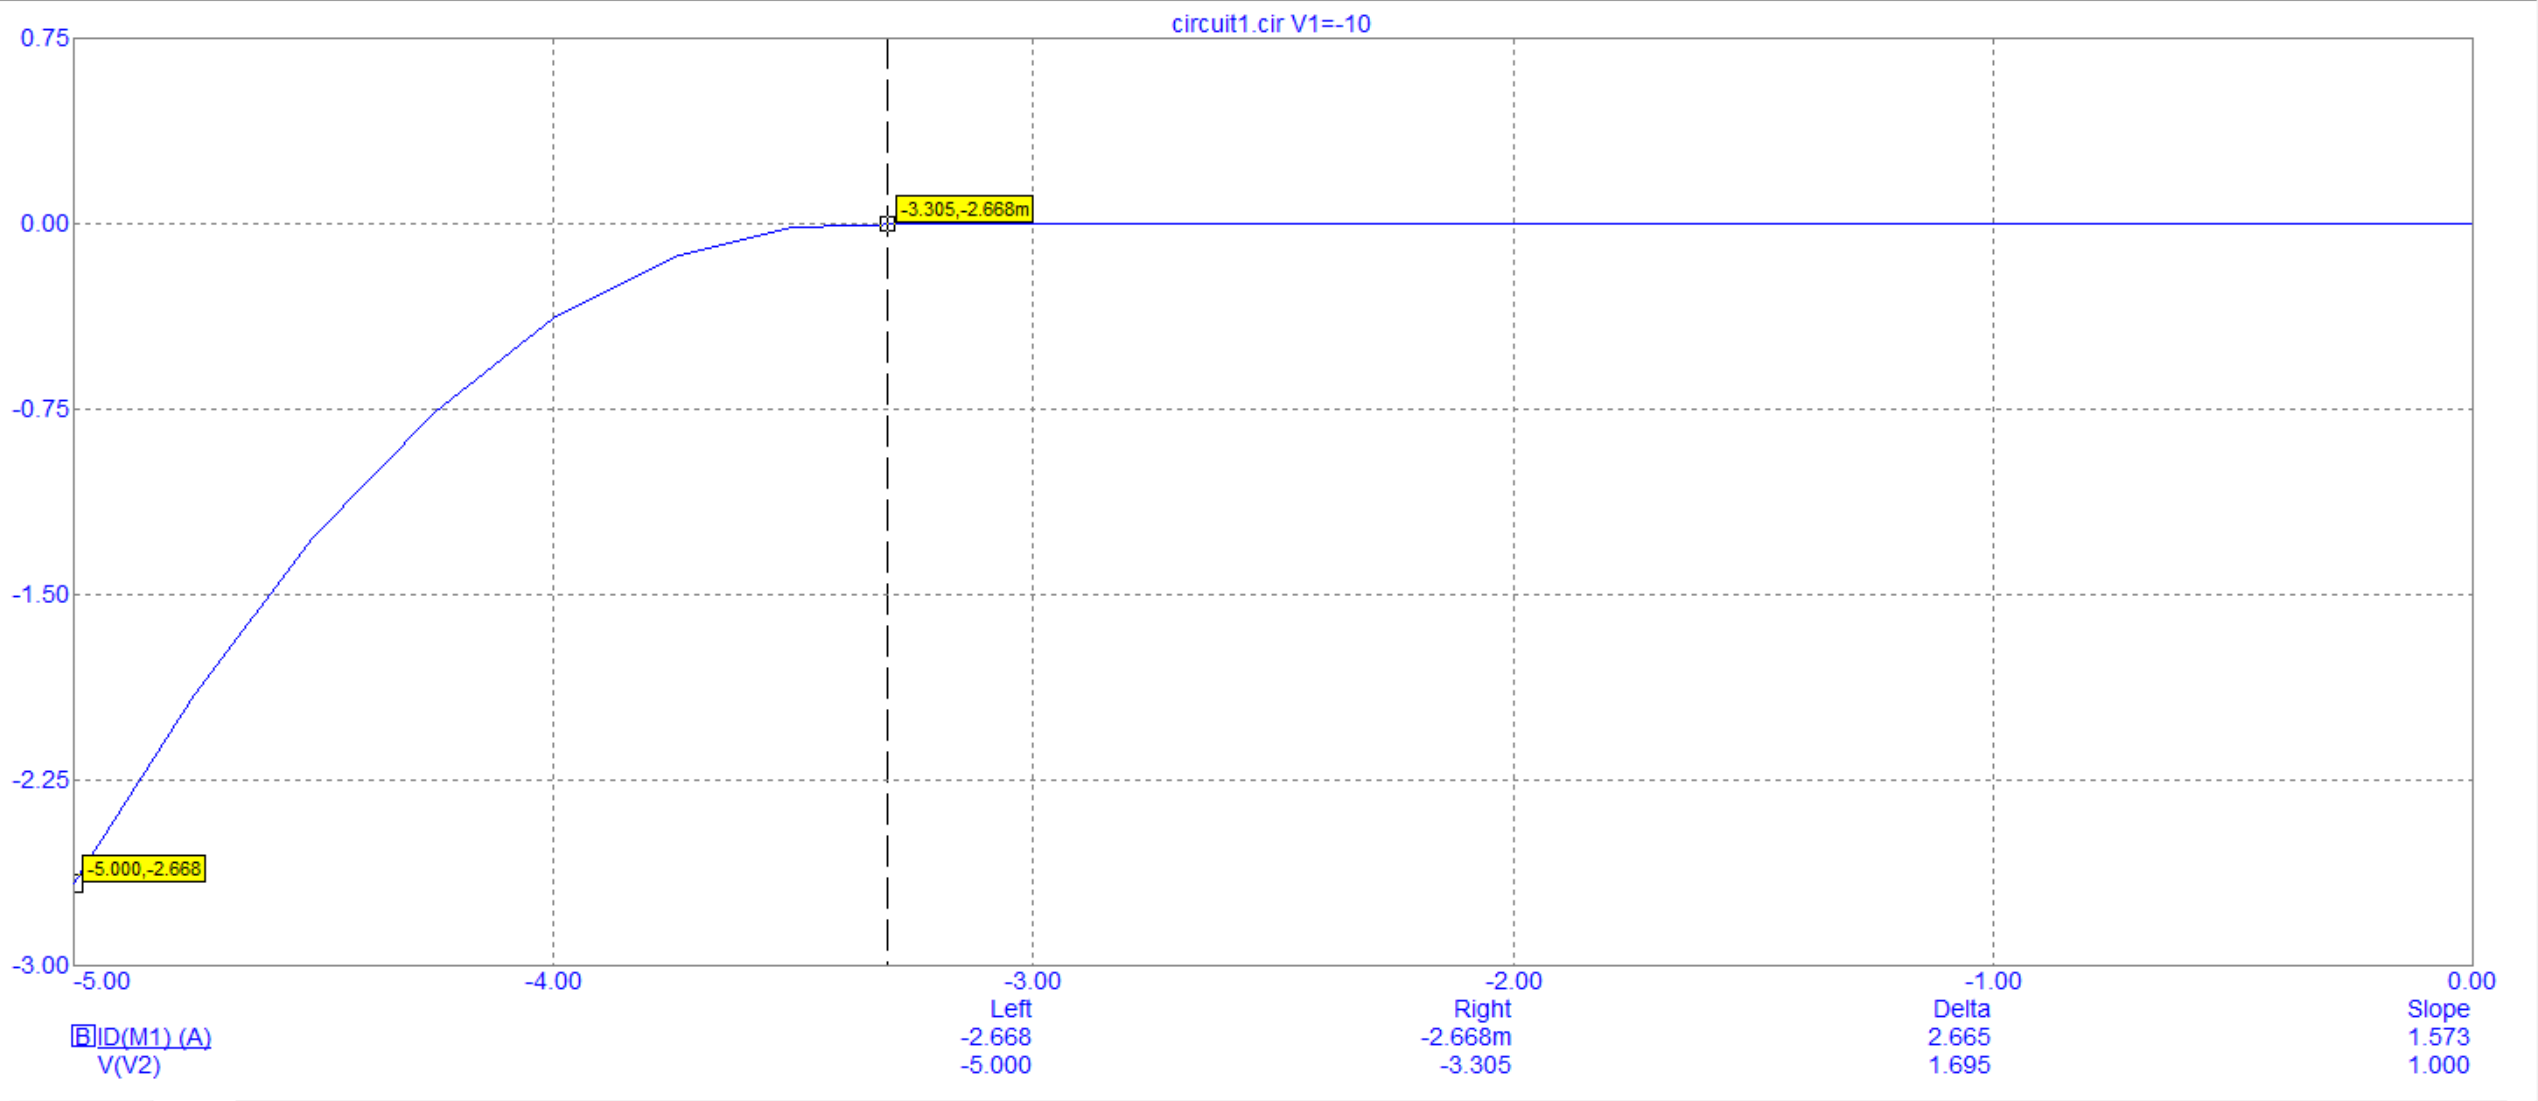 circuit1.cir V1=-10
0.75
-3.305,-2.668m
0.00
-0.75
-1.50
-2.25
-5.000,-2.668
-3.00
-5.00 -4.00 -3.00 -2.00 -1.00 0.00
Left Right Delta Slope
B ID(M1) (A) -2.668 -2.668m 2.665 1.573
V(V2) -5.000 -3.305 1.695 1.000